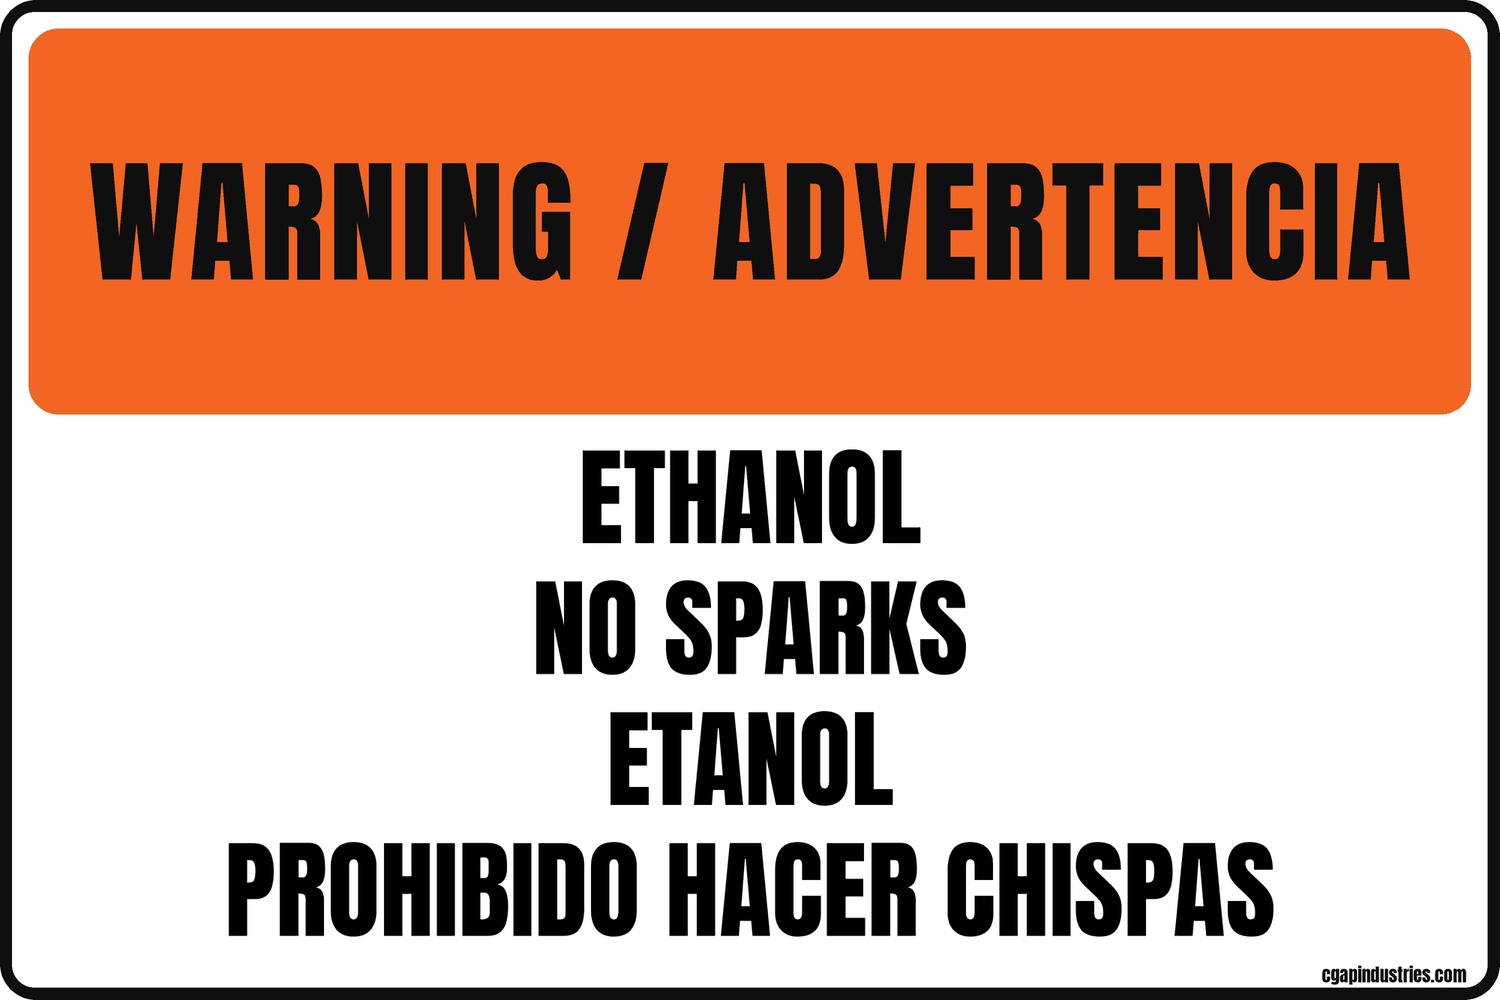 WARNING / ADVERTENCIA
ETHANOL
NO SPARKS
ETANOL
PROHIBIDO HACER CHISPAS
cgapindustries.com